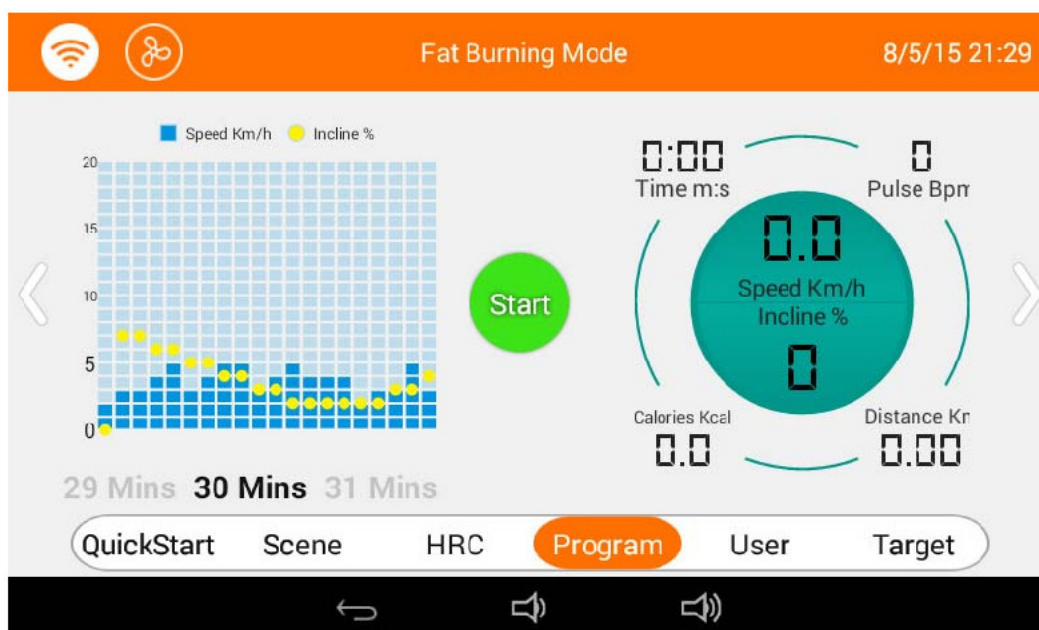 Fat Burning Mode
8/5/15 21:29
Speed Km/h
Incline %
20
15
10
5
0
Start
0:00
Time m:s
0
Pulse Bpm
0.0
Speed Km/h
Incline %
0
Calories Kcal
0.0
Distance Kr
0.00
29 Mins 30 Mins 31 Mins
QuickStart Scene HRC Program User Target